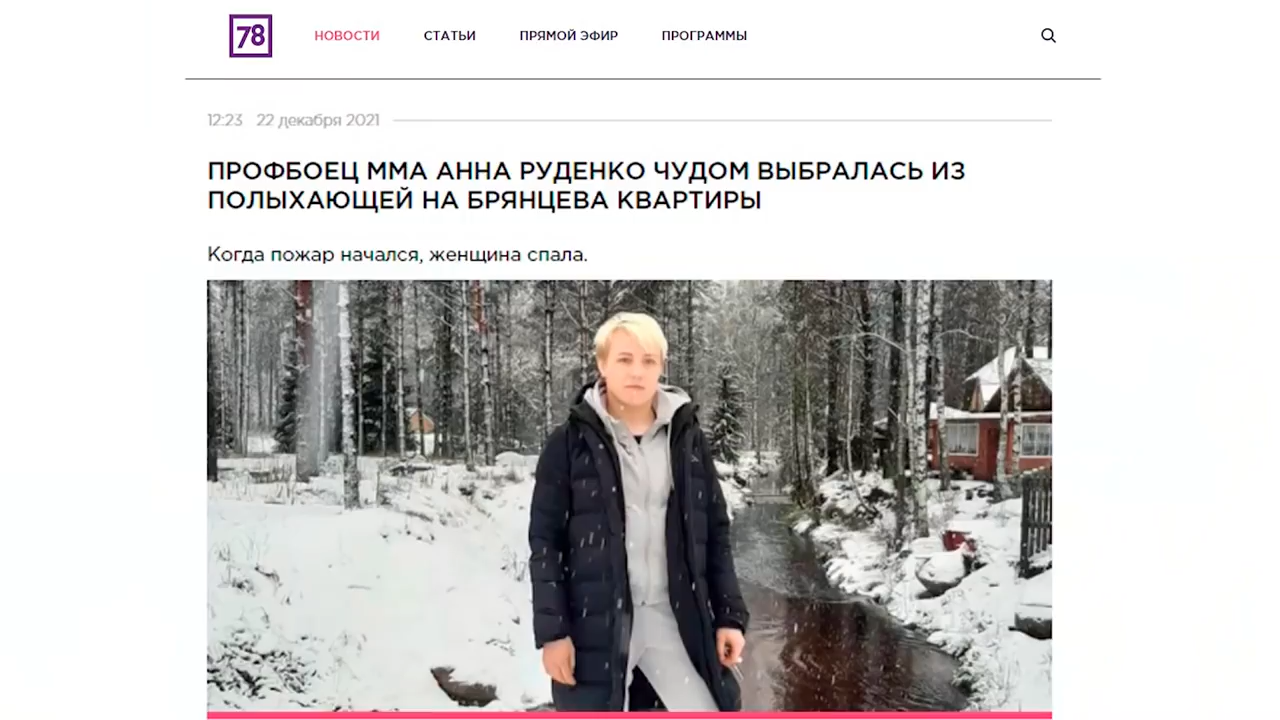 78
НОВОСТИ
СТАТЬИ
ПРЯМОЙ ЭФИР
ПРОГРАММЫ
12:23 22 декабря 2021
ПРОФБОЕЦ ММА АННА РУДЕНКО ЧУДОМ ВЫБРАЛАСЬ ИЗ
ПОЛЫХАЮЩЕЙ НА БРЯНЦЕВА КВАРТИРЫ
Когда пожар начался, женщина спала.